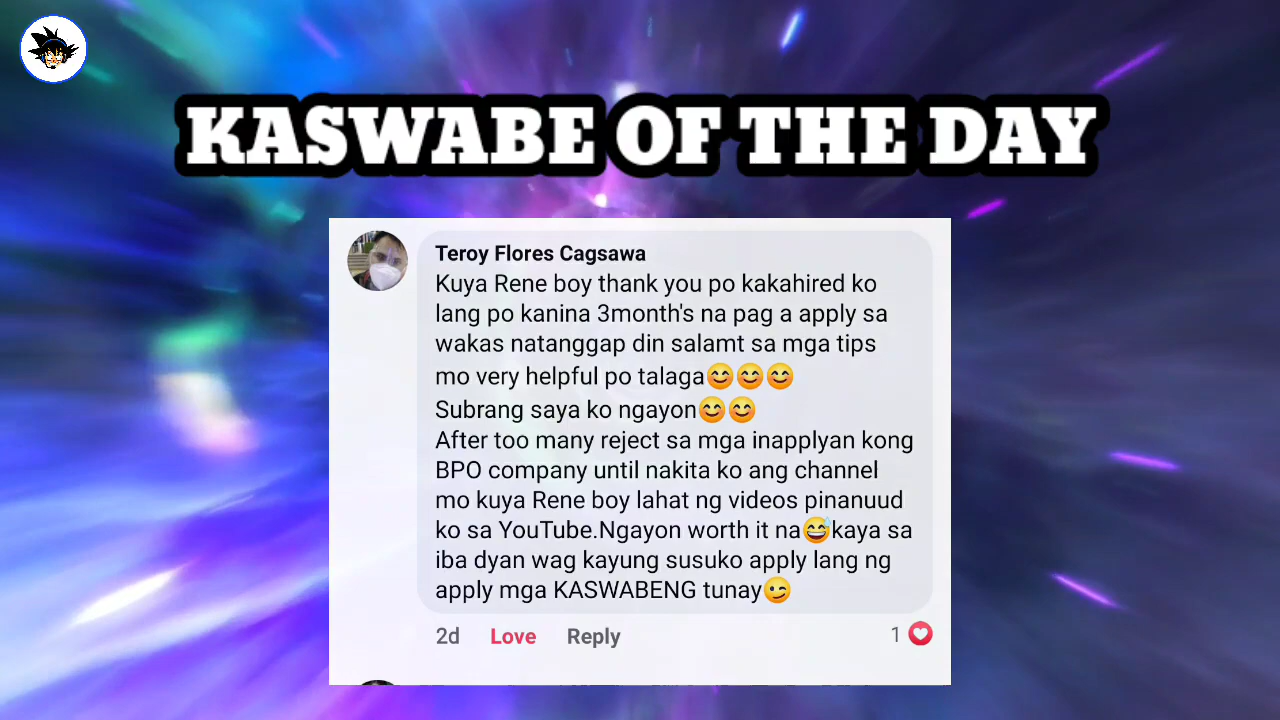 KASWABE OF THE DAY
Teroy Flores Cagsawa
Kuya Rene boy thank you po kakahired ko
lang po kanina 3month's na pag a apply sa
wakas natanggap din salamt sa mga tips
mo very helpful po talaga😊😊😊
Subrang saya ko ngayon😊😊
After too many reject sa mga inapplyan kong
BPO company until nakita ko ang channel
mo kuya Rene boy lahat ng videos pinanuud
ko sa YouTube.Ngayon worth it na😅kaya sa
iba dyan wag kayung susuko apply lang ng
apply mga KASWABENG tunay😉
2d Love Reply 1